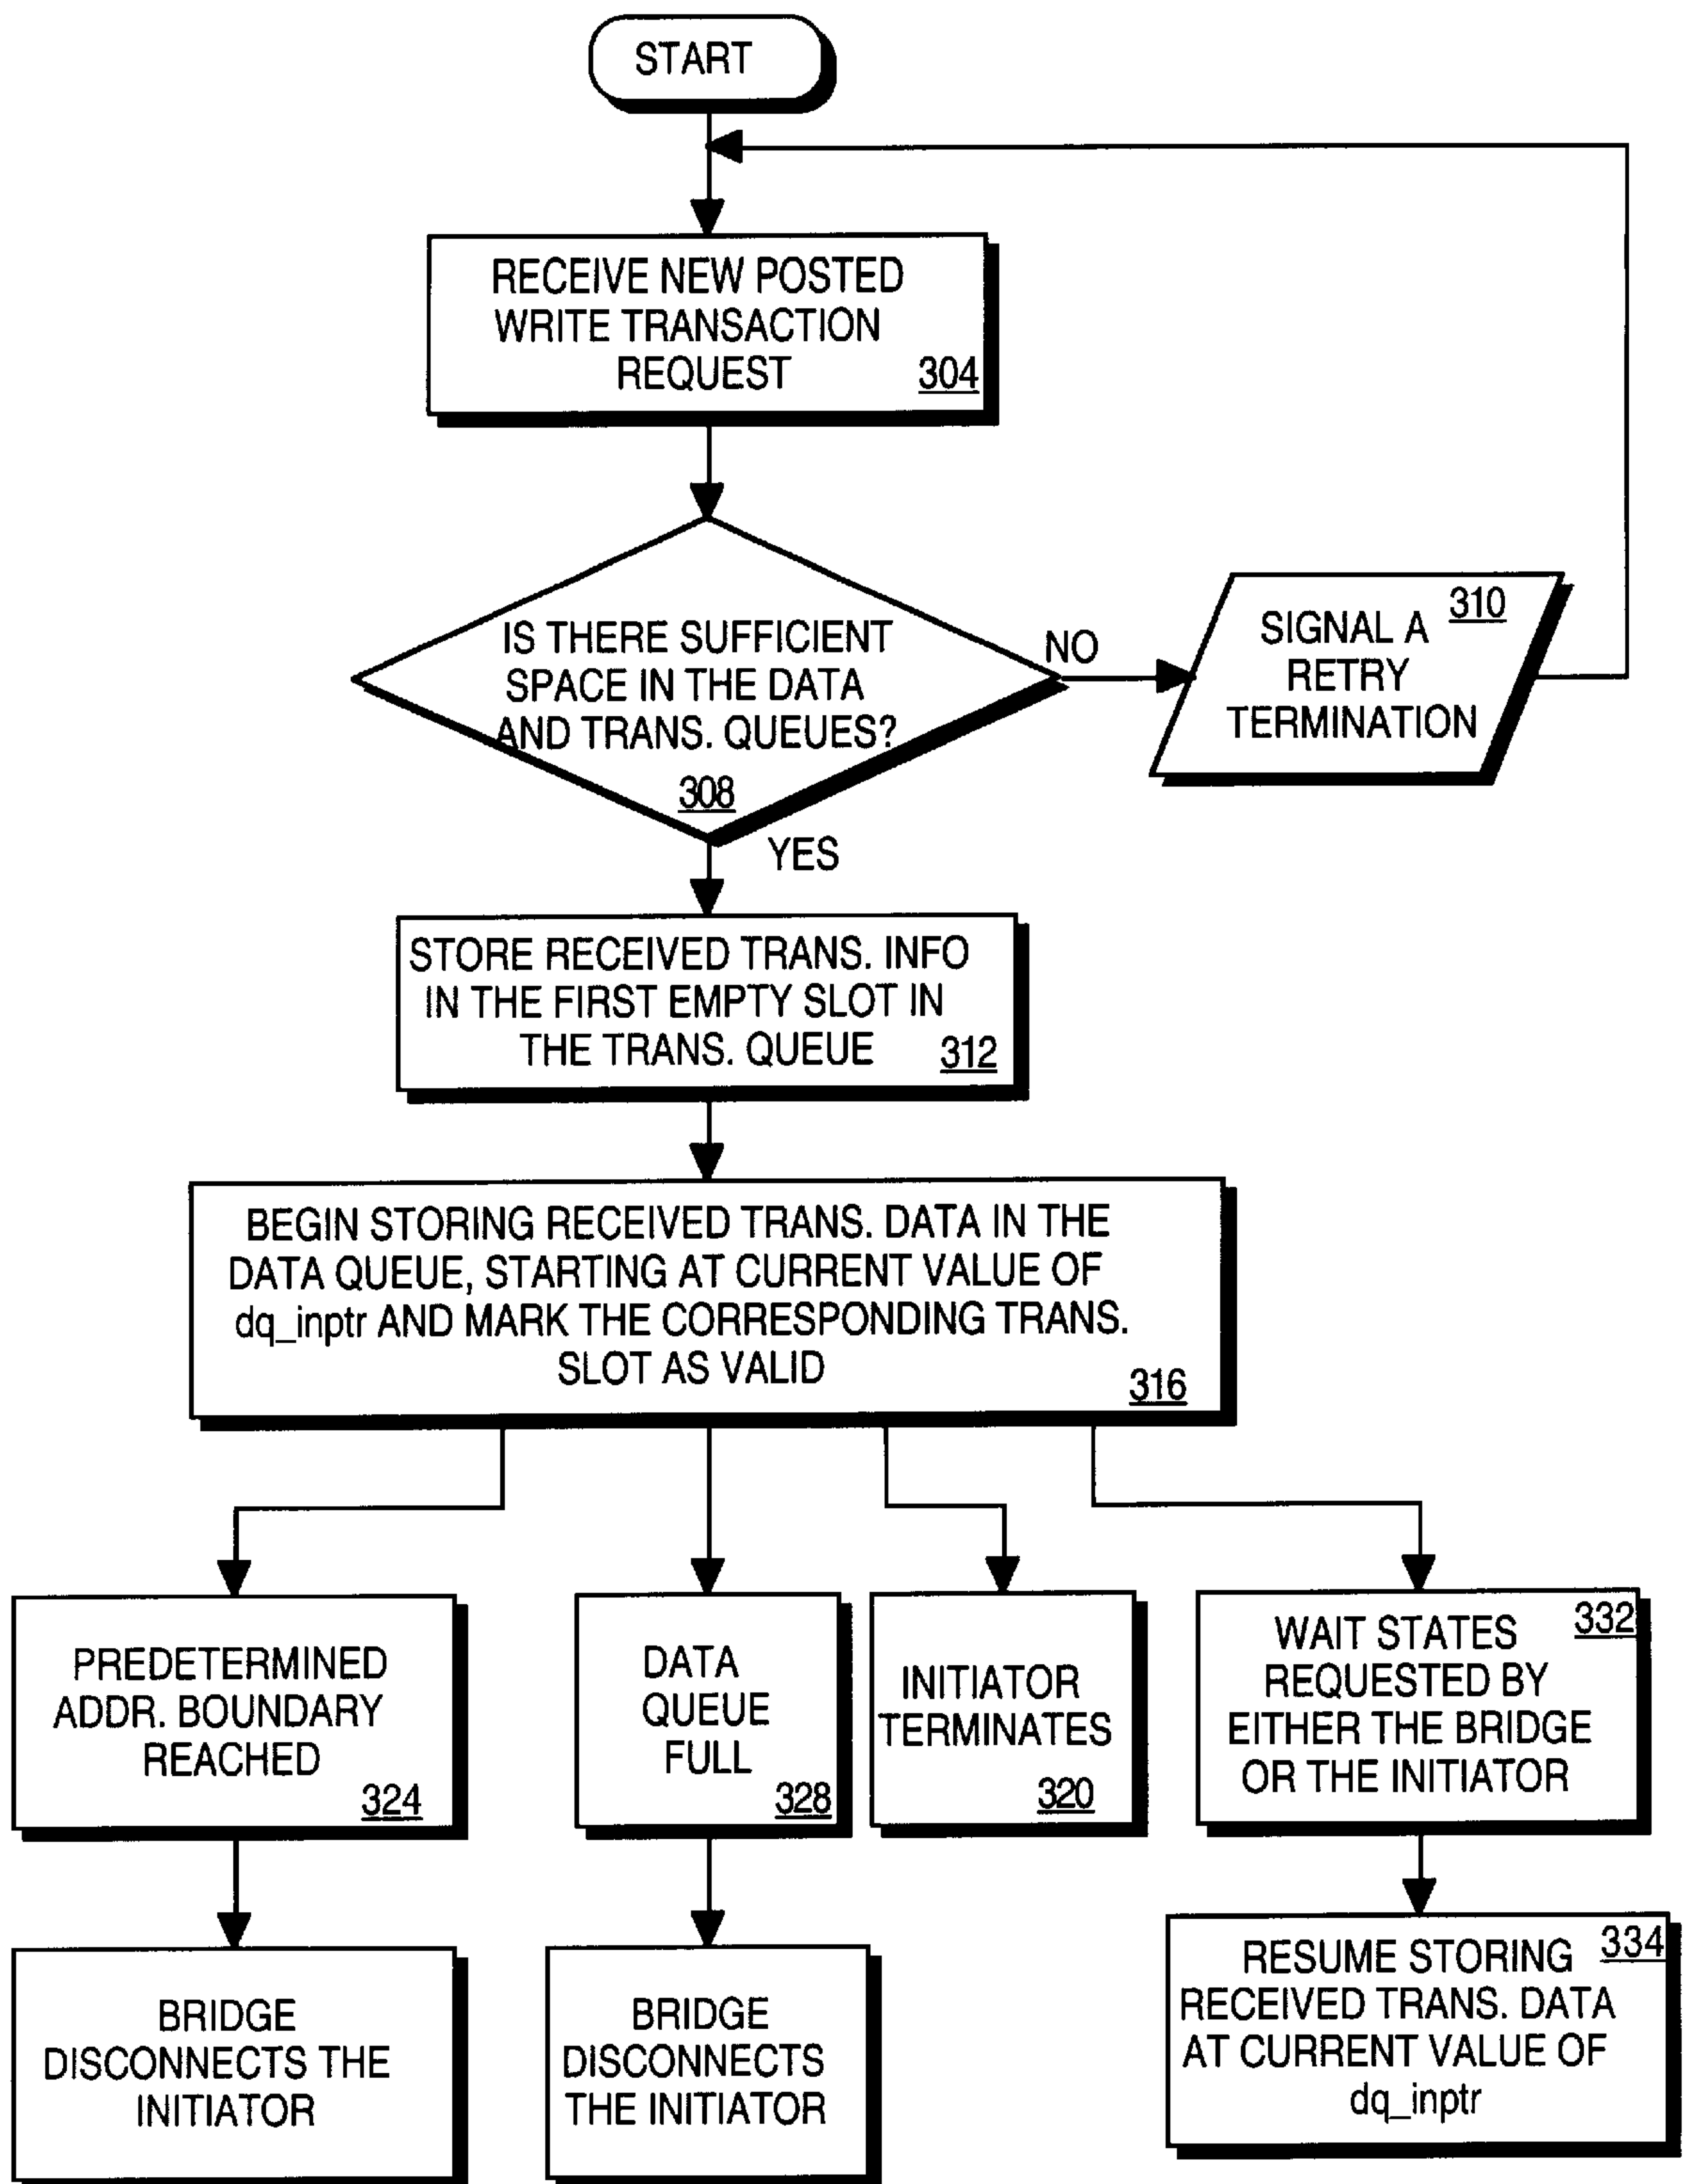 START
RECEIVE NEW POSTED
WRITE TRANSACTION
REQUEST
304
IS THERE SUFFICIENT
SPACE IN THE DATA
AND TRANS. QUEUES?
308
NO
310
SIGNAL A
RETRY
TERMINATION
YES
STORE RECEIVED TRANS. INFO
IN THE FIRST EMPTY SLOT IN
THE TRANS. QUEUE
312
BEGIN STORING RECEIVED TRANS. DATA IN THE
DATA QUEUE, STARTING AT CURRENT VALUE OF
dq_inptr AND MARK THE CORRESPONDING TRANS.
SLOT AS VALID
316
PREDETERMINED
ADDR. BOUNDARY
REACHED
324
DATA
QUEUE
FULL
328
INITIATOR
TERMINATES
320
332
WAIT STATES
REQUESTED BY
EITHER THE BRIDGE
OR THE INITIATOR
BRIDGE
DISCONNECTS THE
INITIATOR
BRIDGE
DISCONNECTS
THE INITIATOR
334
RESUME STORING
RECEIVED TRANS. DATA
AT CURRENT VALUE OF
dq_inptr